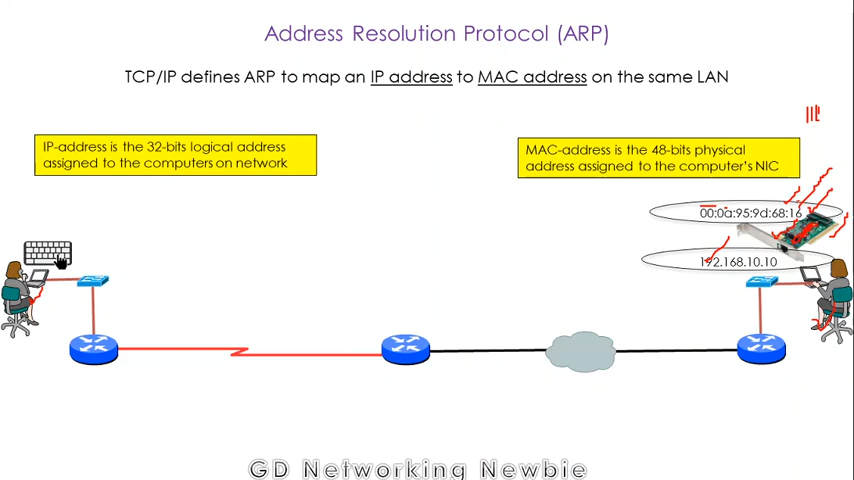 Address Resolution Protocol (ARP)
TCP/IP defines ARP to map an IP address to MAC address on the same LAN
IP-address is the 32-bits logical address
assigned to the computers on network
MAC-address is the 48-bits physical
address assigned to the computer's NIC
00:0a:95:9d:68:16
192.168.10.10
GD Networking Newbie